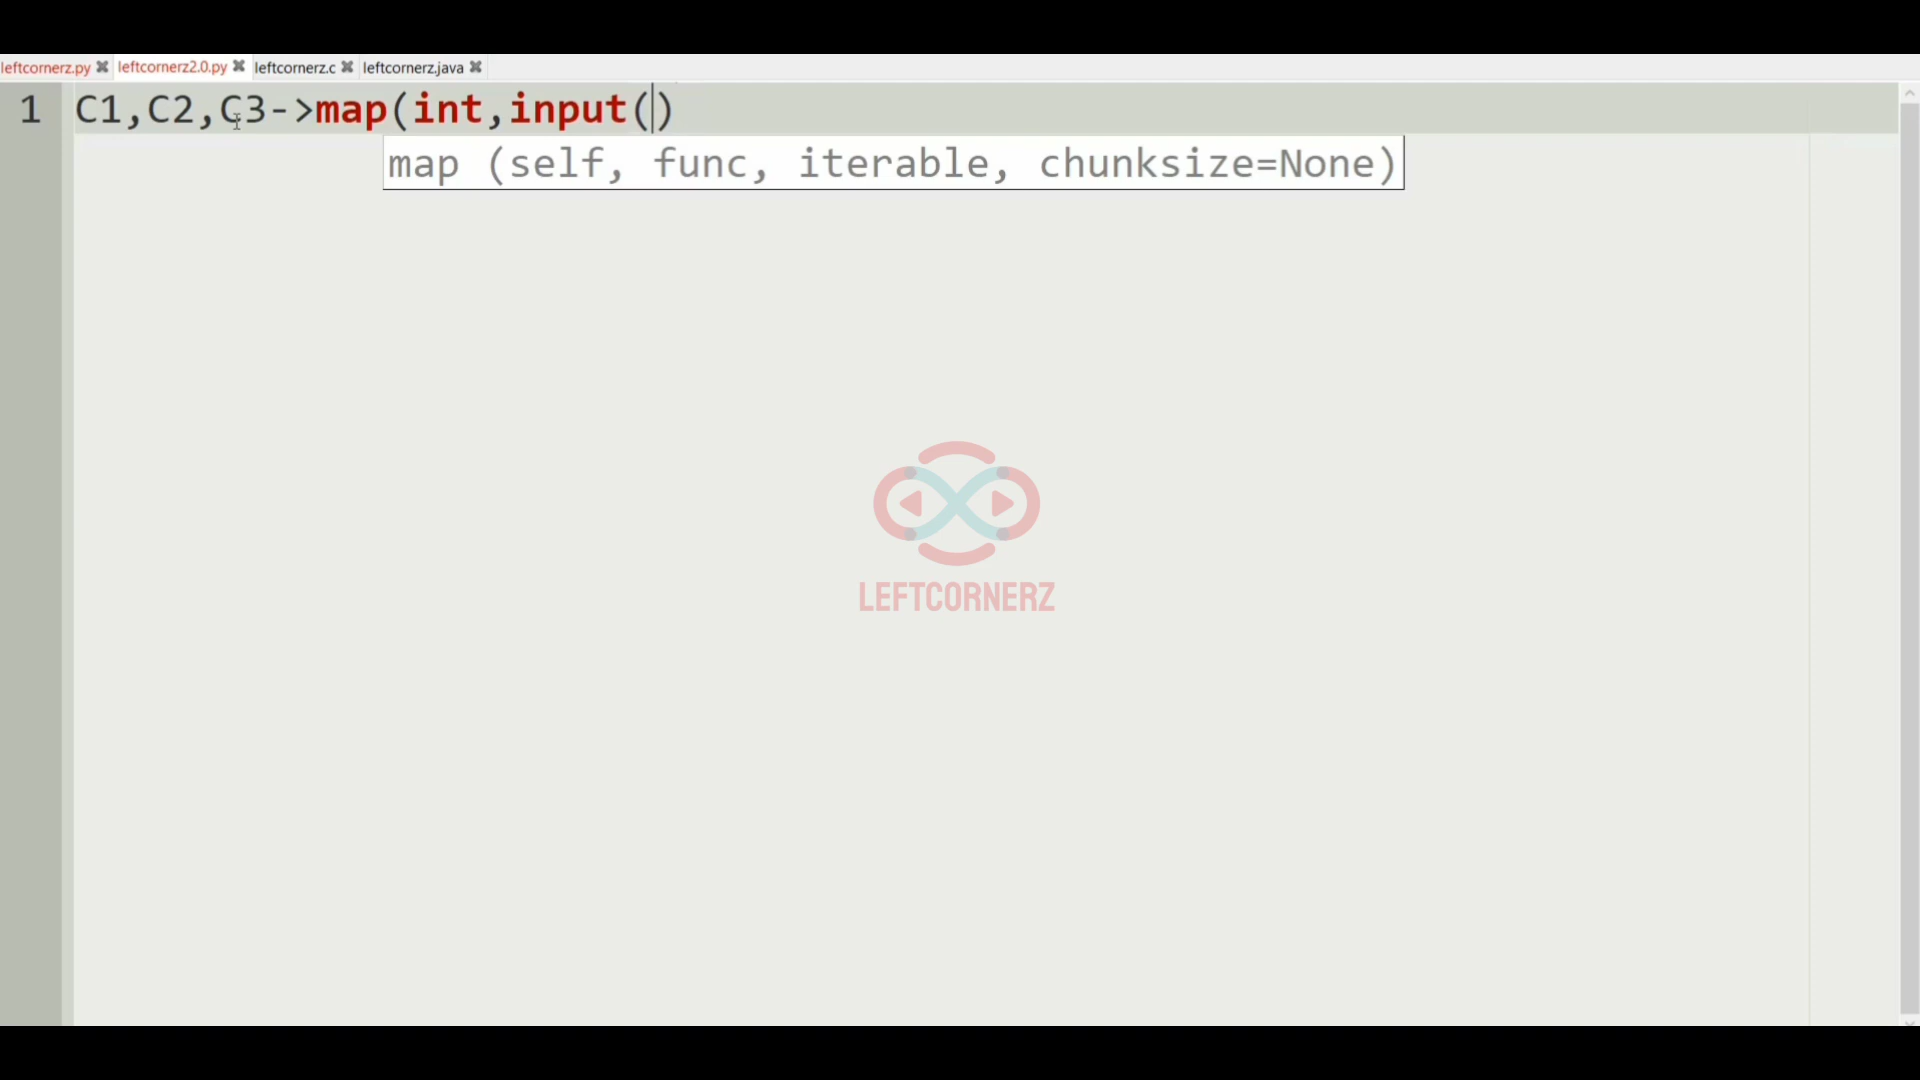 leftcornerz.py leftcornerz2.0.py leftcornerz.c leftcornerz.java
1 C1,C2,C3->map(int,input()
map (self, func, iterable, chunksize=None)
LEFTCORNERZ